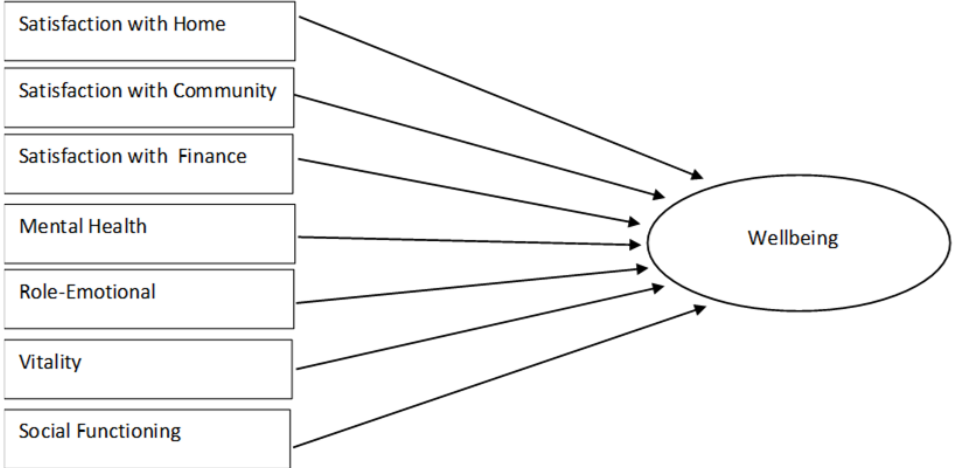 Satisfaction with Home
Satisfaction with Community
Satisfaction with  Finance
Mental Health
Role-Emotional
Vitality
Social Functioning
Wellbeing